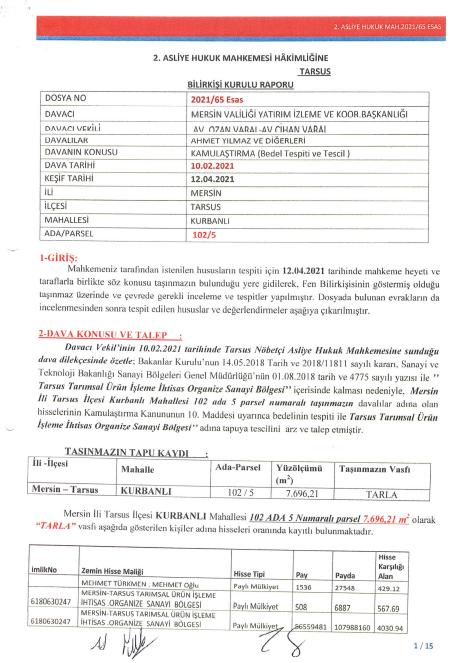 2. ASLİYE HUKUK MAH.2021/65 ESAS
2. ASLİYE HUKUK MAHKEMESİ HÂKİMLİĞİNE
TARSUS
BİLİRKİŞİ KURULU RAPORU
DOSYA NO 2021/65 Esas
DAVACI MERSİN VALİLİĞİ YATIRIM İZLEME VE KOOR.BAŞKANLIĞI
DAVACI VEKİLİ AV. OZAN VARAL-AV CİHAN VARAL
DAVALILAR AHMET YILMAZ VE DİĞERLERİ
DAVANIN KONUSU KAMULAŞTIRMA (Bedel Tespiti ve Tescil )
DAVA TARİHİ 10.02.2021
KEŞİF TARİHİ 12.04.2021
İLİ MERSİN
İLÇESİ TARSUS
MAHALLESİ KURBANLI
ADA/PARSEL 102/5
1-GİRİŞ:
Mahkemeniz tarafından istenilen hususların tespiti için 12.04.2021 tarihinde mahkeme heyeti ve
taraflarla birlikte söz konusu taşınmazın bulunduğu yere gidilerek, Fen Bilirkişisinin göstermiş olduğu
taşınmaz üzerinde ve çevrede gerekli inceleme ve tespitler yapılmıştır. Dosyada bulunan evrakların da
incelenmesinden sonra tespit edilen hususlar ve değerlendirmeler aşağıya çıkarılmıştır.
2-DAVA KONUSU VE TALEP :
Davacı Vekil'inin 10.02.2021 tarihinde Tarsus Nöbetçi Asliye Hukuk Mahkemesine sunduğu
dava dilekçesinde özetle; Bakanlar Kurulu'nun 14.05.2018 Tarih ve 2018/11811 sayılı kararı, Sanayi ve
Teknoloji Bakanlığı Sanayi Bölgeleri Genel Müdürlüğü'nün 01.08.2018 tarih ve 4775 sayılı yazısı ile ''
Tarsus Tarımsal Ürün İşleme İhtisas Organize Sanayi Bölgesi'' içerisinde kalması nedeniyle, Mersin
İli Tarsus İlçesi Kurbanlı Mahallesi 102 ada 5 parsel numaralı taşınmazın davalılar adına olan
hisselerinin Kamulaştırma Kanununun 10. Maddesi uyarınca bedelinin tespiti ile Tarsus Tarımsal Ürün
İşleme İhtisas Organize Sanayi Bölgesi'' adına tapuya tescilini arz ve talep etmiştir.
TAŞINMAZIN TAPU KAYDI :
İli -İlçesi Mahalle Ada-Parsel Yüzölçümü (m²) Taşınmazın Vasfı
Mersin – Tarsus KURBANLI 102 / 5 7.696,21 TARLA
Mersin İli Tarsus İlçesi KURBANLI Mahallesi 102 ADA 5 Numaralı parsel 7.696,21 m² olarak
“TARLA” vasfı aşağıda gösterilen kişiler adına hisseleri oranında kayıtlı bulunmaktadır.
imlikNo Zemin Hisse Maliği Hisse Tipi Pay Payda Hisse Karşılığı Alan
MEHMET TÜRKMEN : MEHMET Oğlu Paylı Mülkiyet 1536 27548 429.12
6180630247 MERSİN-TARSUS TARIMSAL ÜRÜN İŞLEME
İHTİSAS .ORGANİZE SANAYİ BÖLGESİ Paylı Mülkiyet 508 6887 567.69
6180630247 MERSİN-TARSUS TARIMSAL ÜRÜN İŞLEME
İHTİSAS .ORGANİZE SANAYİ BÖLGESİ Paylı Mülkiyet 56559481 107988160 4030.94
1 / 15